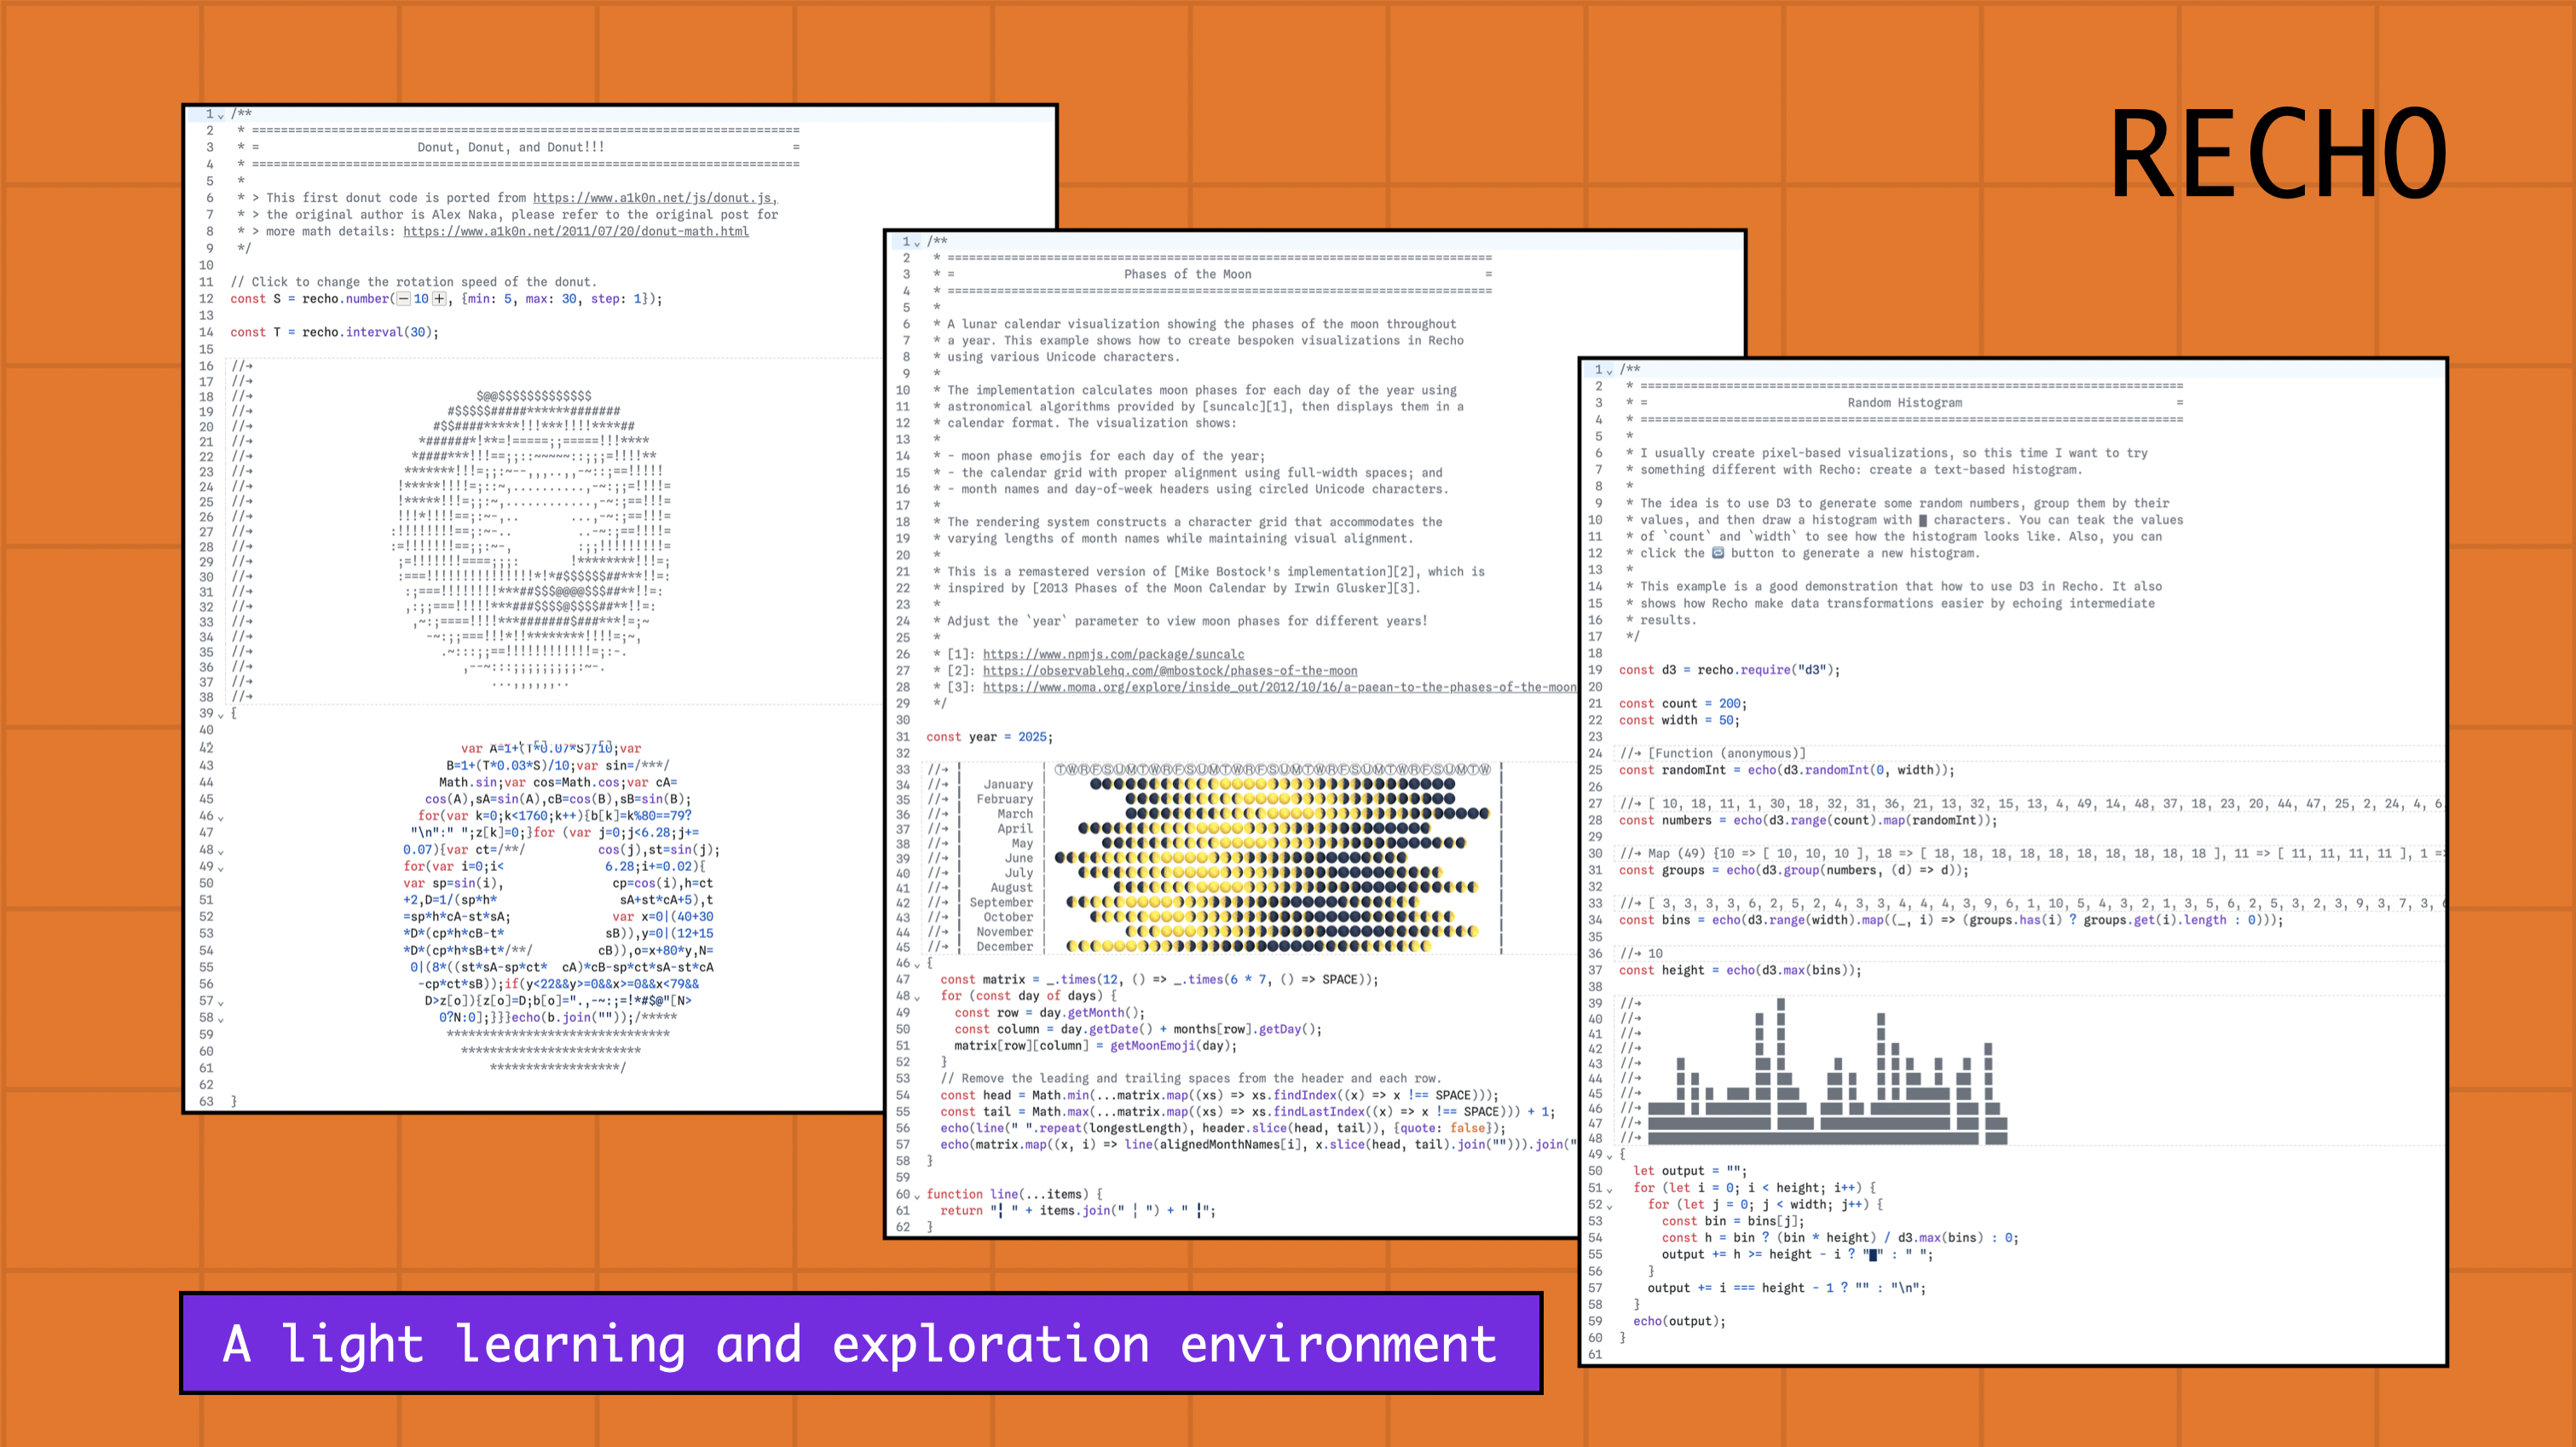 RECHO
1 /**
2 * ============================================================================
3 * = Donut, Donut, and Donut!!! =
4 * ============================================================================
5 *
6 * > This first donut code is ported from https://www.a1k0n.net/js/donut.js,
7 * > the original author is Alex Naka, please refer to the original post for
8 * > more math details: https://www.a1k0n.net/2011/07/20/donut-math.html
9 */
10
11 // Click to change the rotation speed of the donut.
12 const S = recho.number(−10+, {min: 5, max: 30, step: 1});
13
14 const T = recho.interval(30);
15
16 //→
17 //→
18 //→ $@@$$$$$$$$$$$$$
19 //→ #$$$$$#####******#######
20 //→ #$$####*****!!!***!!!!****##
21 //→ *######*!**=!=====;;=====!!!****
37 //→
38 //→
39 {
40
42 var A=1+(T*0.07*S)/10;var
43 B=1+(T*0.03*S)/10;var sin=/***/
44 Math.sin;var cos=Math.cos;var cA=
45 cos(A),sA=sin(A),cB=cos(B),sB=sin(B);
46 for(var k=0;k<1760;k++){b[k]=k%80==79?
47 "\n":" ";z[k]=0;}for (var j=0;j<6.28;j+=
48 0.07){var ct=/**/ cos(j),st=sin(j);
49 for(var i=0;i< 6.28;i+=0.02){
50 var sp=sin(i), cp=cos(i),h=ct
51 +2,D=1/(sp*h* sA+st*cA+5),t
52 =sp*h*cA-st*sA; var x=0|(40+30
53 *D*(cp*h*cB-t* sB)),y=0|(12+15
54 *D*(cp*h*sB+t*/**/ cB)),o=x+80*y,N=
55 0|(8*((st*sA-sp*ct* cA)*cB-sp*ct*sA-st*cA
56 -cp*ct*sB));if(y<22&&y>=0&&x>=0&&x<79&&
57 D>z[o]){z[o]=D;b[o]=".,-~:;=!*#$@"[N>
58 0?N:0];}}}echo(b.join(""));/*****
59 *******************************
60 *************************
61 ******************/
62
63 }
1 /**
2 * ============================================================================
3 * = Phases of the Moon =
4 * ============================================================================
5 *
6 * A lunar calendar visualization showing the phases of the moon throughout
7 * a year. This example shows how to create bespoken visualizations in Recho
8 * using various Unicode characters.
9 *
10 * The implementation calculates moon phases for each day of the year using
11 * astronomical algorithms provided by [suncalc][1], then displays them in a
12 * calendar format. The visualization shows:
13 *
14 * - moon phase emojis for each day of the year;
15 * - the calendar grid with proper alignment using full-width spaces; and
16 * - month names and day-of-week headers using circled Unicode characters.
17 *
18 * The rendering system constructs a character grid that accommodates the
19 * varying lengths of month names while maintaining visual alignment.
20 *
21 * This is a remastered version of [Mike Bostock's implementation][2], which is
22 * inspired by [2013 Phases of the Moon Calendar by Irwin Glusker][3].
23 *
24 * Adjust the `year` parameter to view moon phases for different years!
25 *
26 * [1]: https://www.npmjs.com/package/suncalc
27 * [2]: https://observablehq.com/@mbostock/phases-of-the-moon
28 * [3]: https://www.moma.org/explore/inside_out/2012/10/16/a-paean-to-the-phases-of-the-moon
29 */
30
31 const year = 2025;
32
33 //→ | | ⓉⓌⓇⒻⓈⓊⓂⓉⓌⓇⒻⓈⓊⓂⓉⓌⓇⒻⓈⓊⓂⓉⓌⓇⒻⓈⓊⓂⓉⓌⓇⒻⓈⓊⓂⓉⓌ |
34 //→ | January |
35 //→ | February |
36 //→ | March |
37 //→ | April |
38 //→ | May |
39 //→ | June |
40 //→ | July |
41 //→ | August |
42 //→ | September |
43 //→ | October |
44 //→ | November |
45 //→ | December |
46 {
47 const matrix = _.times(12, () => _.times(6 * 7, () => SPACE));
48 for (const day of days) {
49 const row = day.getMonth();
50 const column = day.getDate() + months[row].getDay();
51 matrix[row][column] = getMoonEmoji(day);
52 }
53 // Remove the leading and trailing spaces from the header and each row.
54 const head = Math.min(...matrix.map((xs) => xs.findIndex((x) => x !== SPACE)));
55 const tail = Math.max(...matrix.map((xs) => xs.findLastIndex((x) => x !== SPACE))) + 1;
56 echo(line(" ".repeat(longestLength), header.slice(head, tail)), {quote: false});
57 echo(matrix.map((x, i) => line(alignedMonthNames[i], x.slice(head, tail).join(""))).join("
58 }
59
60 function line(...items) {
61 return "¦ " + items.join(" ¦ ") + " ¦";
62 }
1 /**
2 * ============================================================================
3 * = Random Histogram =
4 * ============================================================================
5 *
6 * I usually create pixel-based visualizations, so this time I want to try
7 * something different with Recho: create a text-based histogram.
8 *
9 * The idea is to use D3 to generate some random numbers, group them by their
10 * values, and then draw a histogram with █ characters. You can teak the values
11 * of `count` and `width` to see how the histogram looks like. Also, you can
12 * click the 🔁 button to generate a new histogram.
13 *
14 * This example is a good demonstration that how to use D3 in Recho. It also
15 * shows how Recho make data transformations easier by echoing intermediate
16 * results.
17 */
18
19 const d3 = recho.require("d3");
20
21 const count = 200;
22 const width = 50;
23
24 //→ [Function (anonymous)]
25 const randomInt = echo(d3.randomInt(0, width));
26
27 //→ [ 10, 18, 11, 1, 30, 18, 32, 31, 36, 21, 13, 32, 15, 13, 4, 49, 14, 48, 37, 18, 23, 20, 44, 47, 25, 2, 24, 4, 6
28 const numbers = echo(d3.range(count).map(randomInt));
29
30 //→ Map (49) {10 => [ 10, 10, 10 ], 18 => [ 18, 18, 18, 18, 18, 18, 18, 18, 18, 18 ], 11 => [ 11, 11, 11, 11 ], 1 =>
31 const groups = echo(d3.group(numbers, (d) => d));
32
33 //→ [ 3, 3, 3, 3, 6, 2, 5, 2, 4, 3, 3, 4, 4, 4, 3, 9, 6, 1, 10, 5, 4, 3, 2, 1, 3, 5, 6, 2, 5, 3, 2, 3, 9, 3, 7, 3, 6
34 const bins = echo(d3.range(width).map((_, i) => (groups.has(i) ? groups.get(i).length : 0)));
35
36 //→ 10
37 const height = echo(d3.max(bins));
38
39 //→
40 //→
41 //→
42 //→
43 //→
44 //→
45 //→
46 //→
47 //→
48 //→
49 {
50 let output = "";
51 for (let i = 0; i < height; i++) {
52 for (let j = 0; j < width; j++) {
53 const bin = bins[j];
54 const h = bin ? (bin * height) / d3.max(bins) : 0;
55 output += h >= height - i ? "█" : " ";
56 }
57 output += i === height - 1 ? "" : "\n";
58 }
59 echo(output);
60 }
61
A light learning and exploration environment